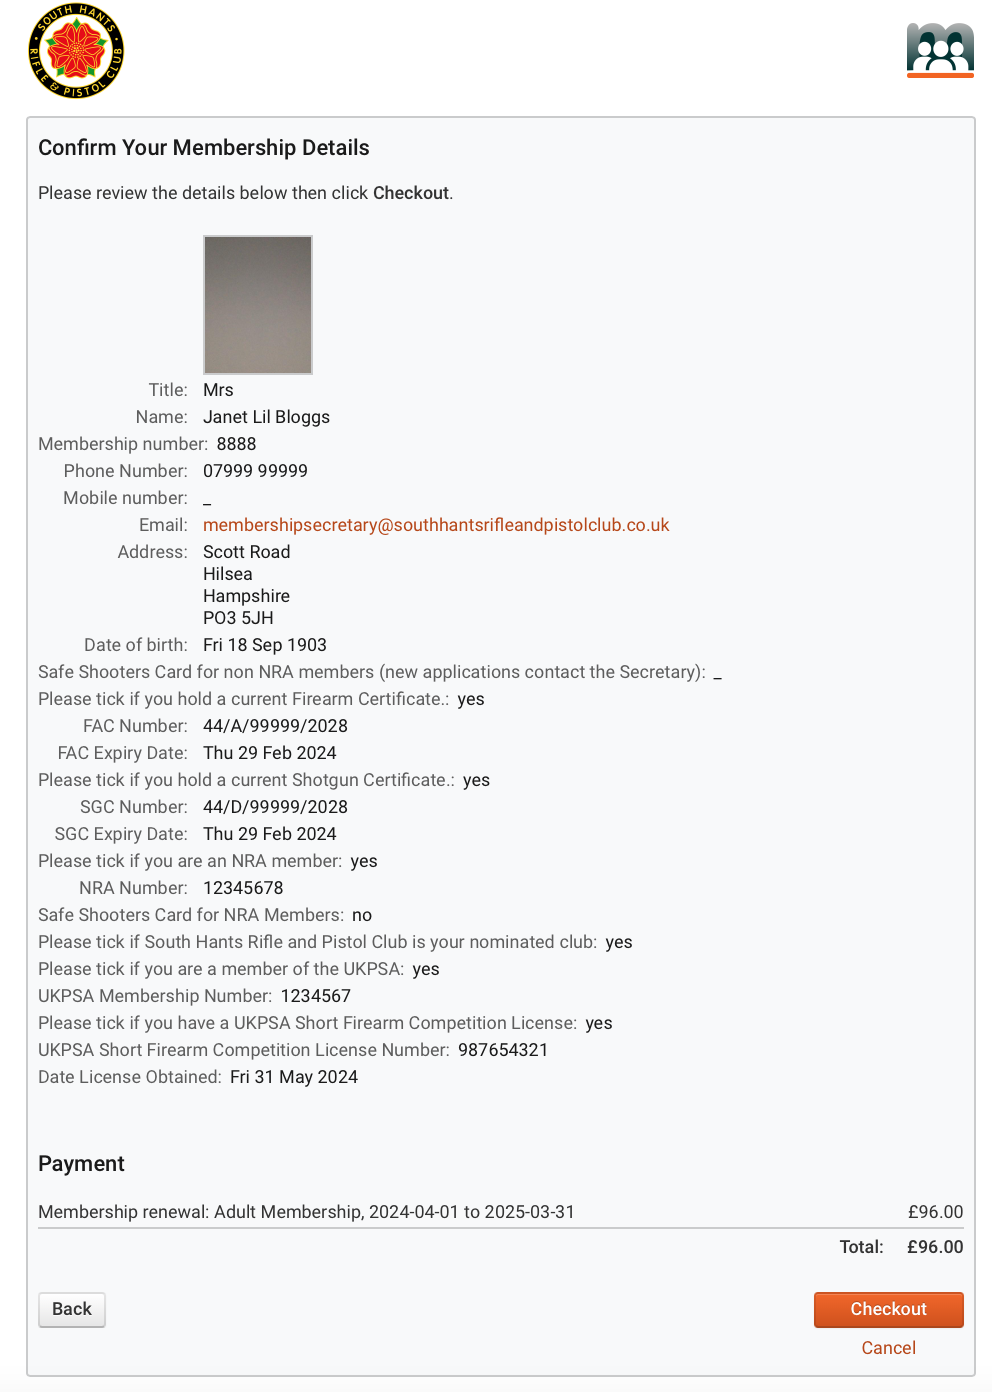 SOUTH HANTS
RIFLE & PISTOL CLUB
Confirm Your Membership Details
Please review the details below then click Checkout.
Title: Mrs
Name: Janet Lil Bloggs
Membership number: 8888
Phone Number: 07999 99999
Mobile number: _
Email: membershipsecretary@southhantsrifleandpistolclub.co.uk
Address: Scott Road
Hilsea
Hampshire
PO3 5JH
Date of birth: Fri 18 Sep 1903
Safe Shooters Card for non NRA members (new applications contact the Secretary): _
Please tick if you hold a current Firearm Certificate.: yes
FAC Number: 44/A/99999/2028
FAC Expiry Date: Thu 29 Feb 2024
Please tick if you hold a current Shotgun Certificate.: yes
SGC Number: 44/D/99999/2028
SGC Expiry Date: Thu 29 Feb 2024
Please tick if you are an NRA member: yes
NRA Number: 12345678
Safe Shooters Card for NRA Members: no
Please tick if South Hants Rifle and Pistol Club is your nominated club: yes
Please tick if you are a member of the UKPSA: yes
UKPSA Membership Number: 1234567
Please tick if you have a UKPSA Short Firearm Competition License: yes
UKPSA Short Firearm Competition License Number: 987654321
Date License Obtained: Fri 31 May 2024
Payment
Membership renewal: Adult Membership, 2024-04-01 to 2025-03-31 £96.00
Total: £96.00
Back Checkout
Cancel